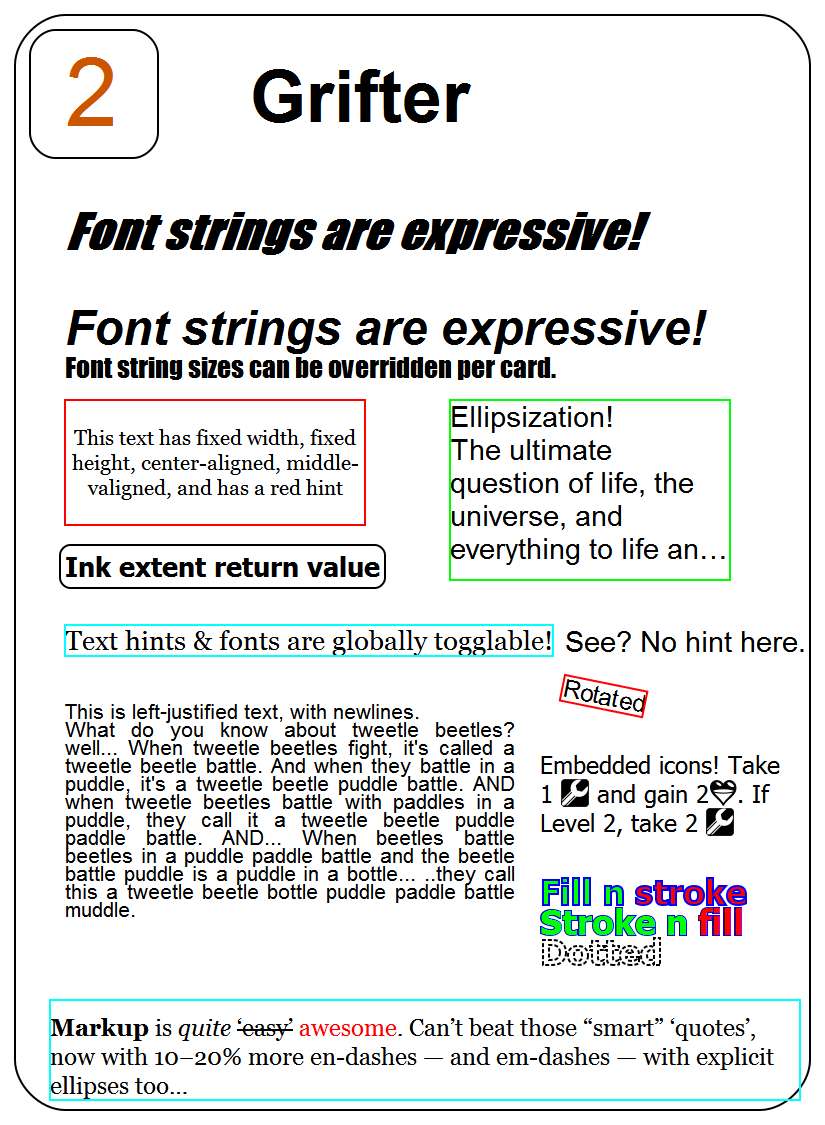 2
Grifter
Font strings are expressive!
Font strings are expressive!
Font string sizes can be overridden per card.
This text has fixed width, fixed
height, center-aligned, middle-
valigned, and has a red hint
Ellipsization!
The ultimate
question of life, the
universe, and
everything to life an…
Ink extent return value
Text hints & fonts are globally togglable!
See? No hint here.
Rotated
This is left-justified text, with newlines.
What do you know about tweetle beetles?
well... When tweetle beetles fight, it's called a
tweetle beetle battle. And when they battle in a
puddle, it's a tweetle beetle puddle battle. AND
when tweetle beetles battle with paddles in a
puddle, they call it a tweetle beetle puddle
paddle battle. AND... When beetles battle
beetles in a puddle paddle battle and the beetle
battle puddle is a puddle in a bottle... ..they call
this a tweetle beetle bottle puddle paddle battle
muddle.
Embedded icons! Take
1 and gain 2. If
Level 2, take 2
Fill n stroke
Stroke n fill
Dotted
Markup is quite ‘easy’ awesome. Can’t beat those “smart” ‘quotes’,
now with 10–20% more en-dashes — and em-dashes — with explicit
ellipses too…